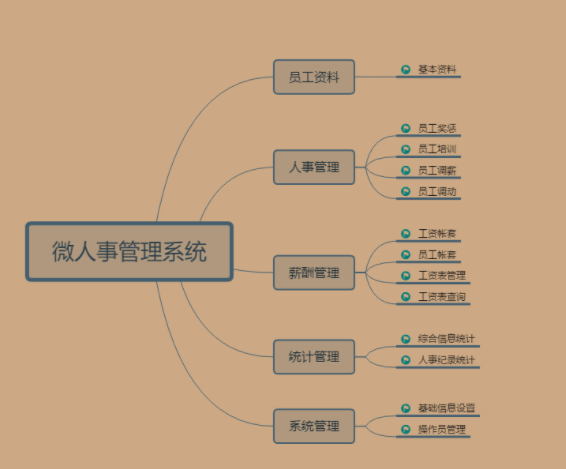 微人事管理系统
员工资料
基本资料
人事管理
员工奖惩
员工培训
员工调薪
员工调动
薪酬管理
工资帐套
员工帐套
工资表管理
工资表查询
统计管理
综合信息统计
人事纪录统计
系统管理
基础信息设置
操作员管理